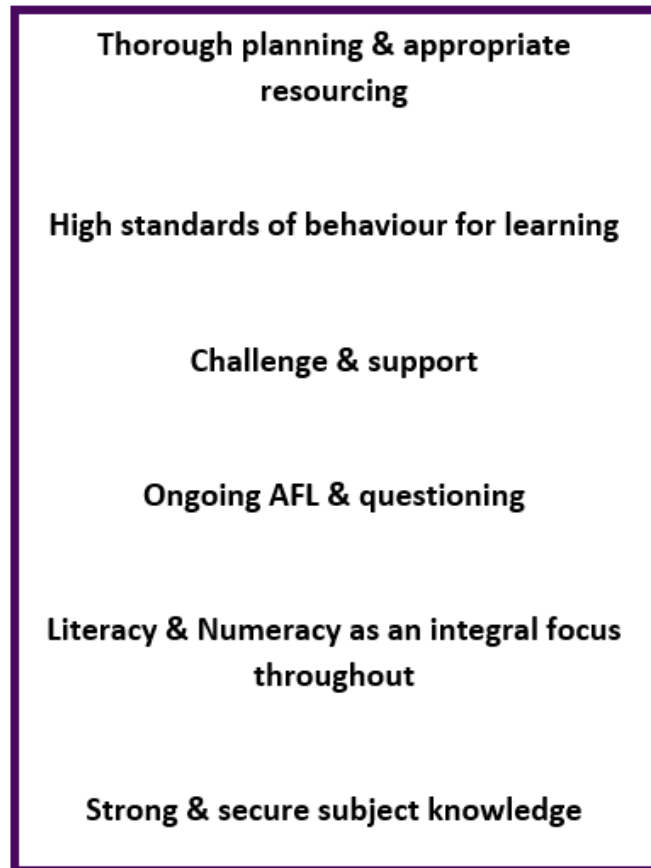 Thorough planning & appropriate
resourcing
High standards of behaviour for learning
Challenge & support
Ongoing AFL & questioning
Literacy & Numeracy as an integral focus
throughout
Strong & secure subject knowledge